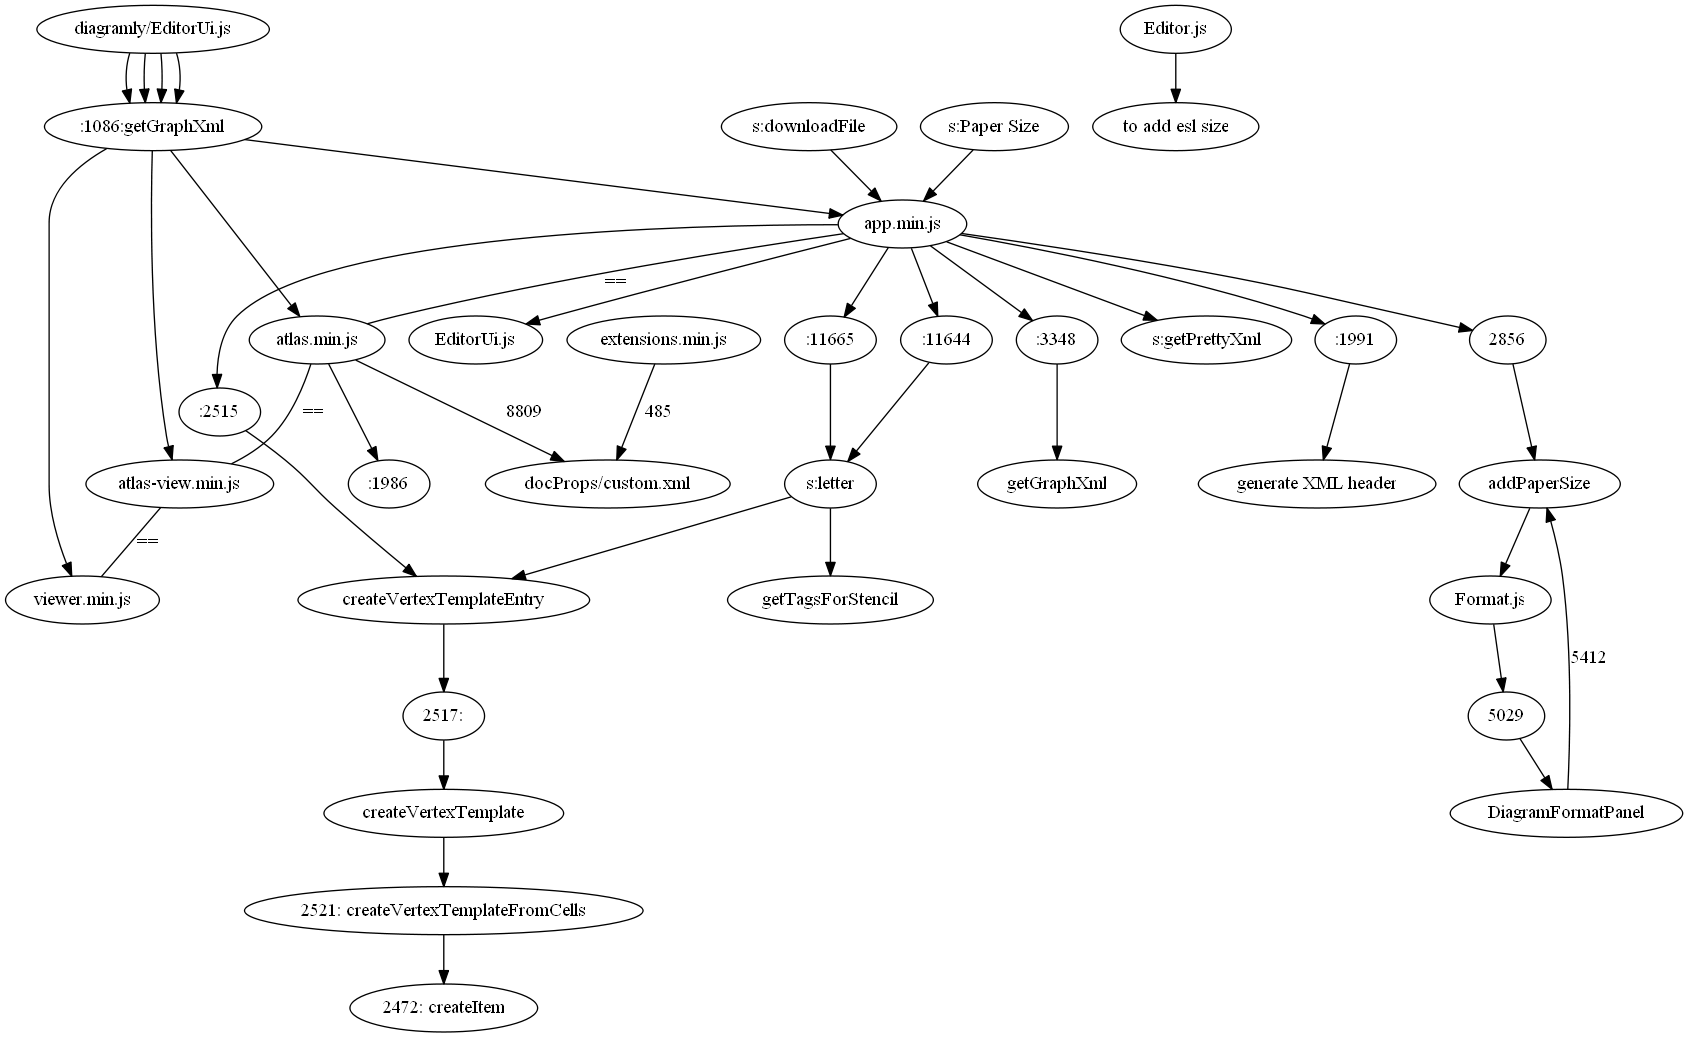 diagramly/EditorUi.js
Editor.js
:1086:getGraphXml
s:downloadFile
s:Paper Size
to add esl size
app.min.js
==
atlas.min.js
EditorUi.js
extensions.min.js
:11665
:11644
:3348
s:getPrettyXml
:1991
2856
:2515
==
8809
485
atlas-view.min.js
:1986
docProps/custom.xml
s:letter
getGraphXml
generate XML header
addPaperSize
==
viewer.min.js
createVertexTemplateEntry
getTagsForStencil
Format.js
5412
2517:
5029
createVertexTemplate
DiagramFormatPanel
2521: createVertexTemplateFromCells
2472: createItem